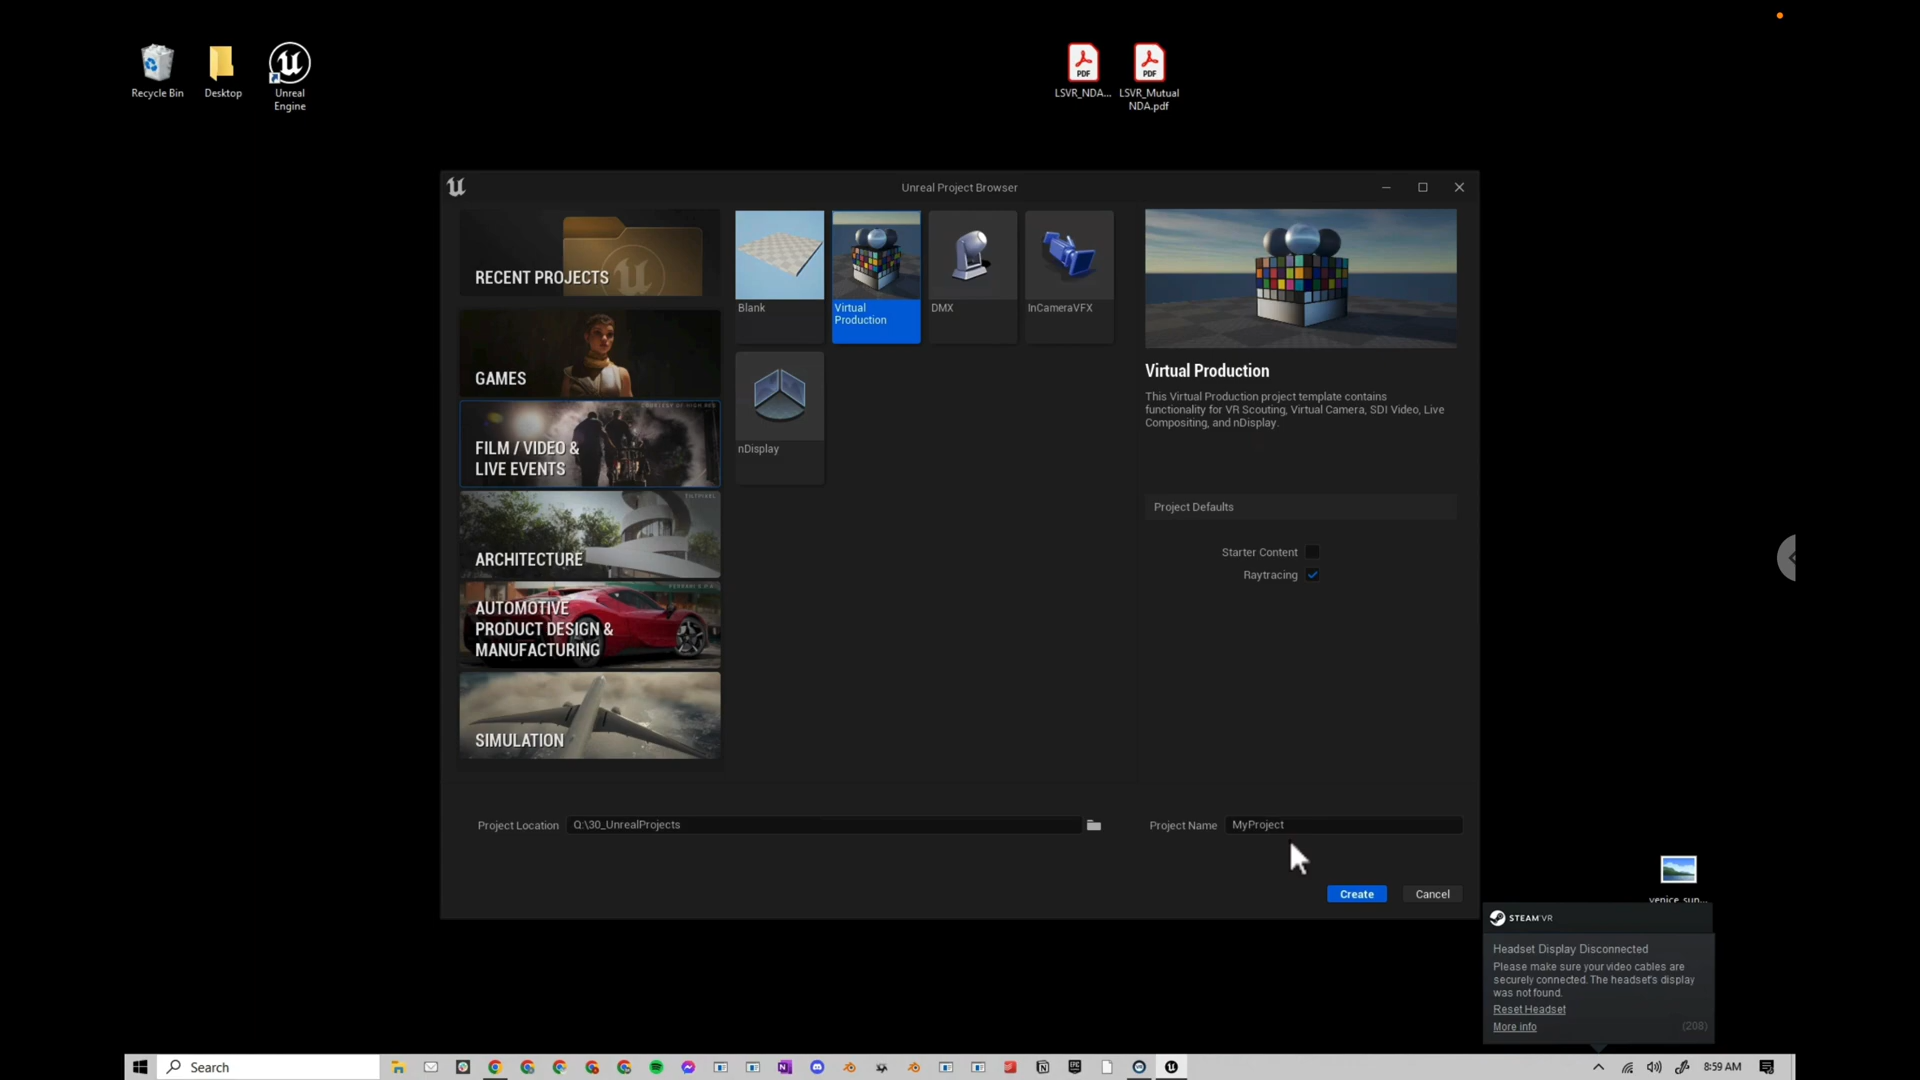 Recycle Bin
Desktop
Unreal
Engine
LSVR_NDA...
LSVR_Mutual
NDA.pdf
PDF
PDF
Unreal Project Browser
RECENT PROJECTS
GAMES
FILM / VIDEO &
LIVE EVENTS
ARCHITECTURE
AUTOMOTIVE
PRODUCT DESIGN &
MANUFACTURING
SIMULATION
Blank
Virtual
Production
DMX
InCameraVFX
nDisplay
Virtual Production
This Virtual Production project template contains
functionality for VR Scouting, Virtual Camera, SDI Video, Live
Compositing, and nDisplay.
Project Defaults
Starter Content
Raytracing
Project Location
Q:\30_UnrealProjects
Project Name
MyProject
Create
Cancel
venice_sun...
STEAM VR
Headset Display Disconnected
Please make sure your video cables are
securely connected. The headset's display
was not found.
Reset Headset
More info
(208)
Search
8:59 AM